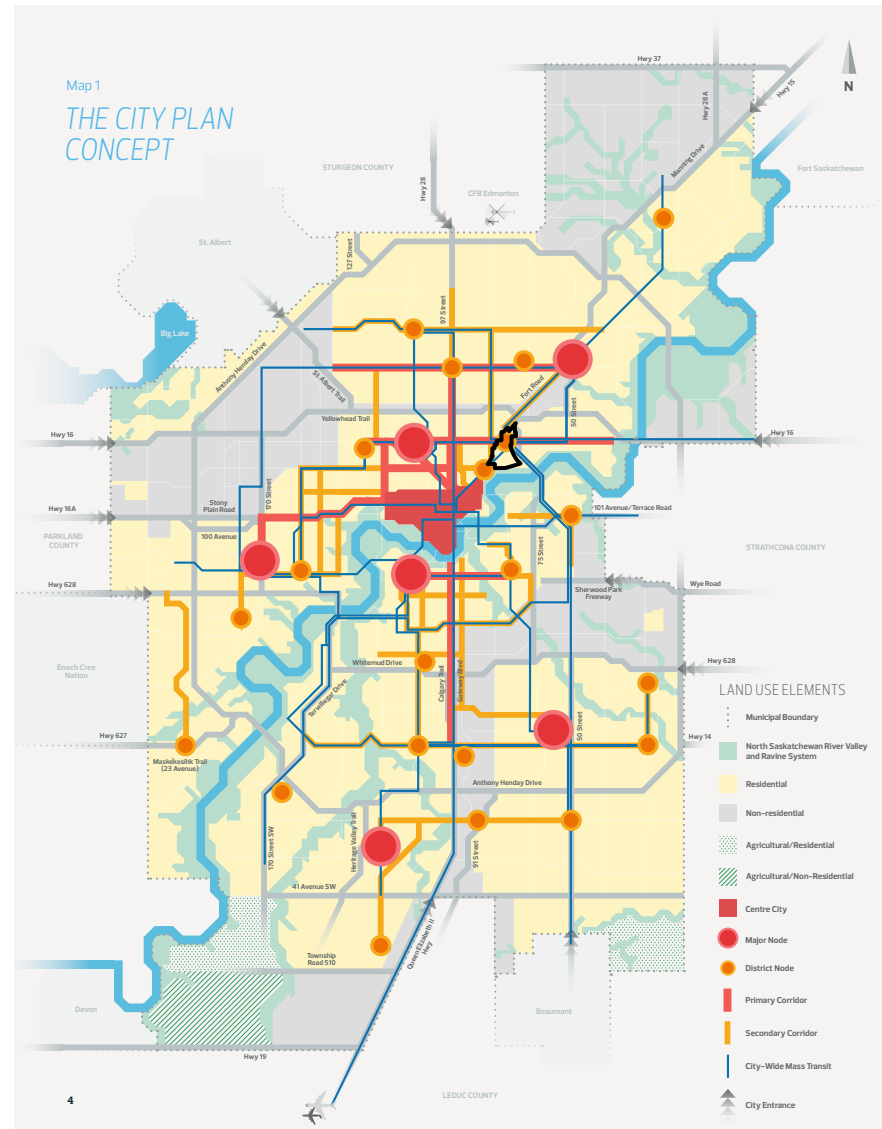 Map 1
THE CITY PLAN
CONCEPT
N
Hwy 37
Hwy 28A
Hwy 15
Manning Drive
Fort Saskatchewan
STURGEON COUNTY
Hwy 28
CFB Edmonton
St. Albert
127 Street
97 Street
Big Lake
Anthony Henday Drive
St. Albert Trail
Fort Road
50 Street
Yellowhead Trail
Hwy 16
Hwy 16
170 Street
Stony
Plain Road
Hwy 16A
101 Avenue/Terrace Road
100 Avenue
PARKLAND
COUNTY
75 Street
STRATHCONA COUNTY
Hwy 628
Sherwood Park
Freeway
Wye Road
Enoch Cree
Nation
Whitemud Drive
Hwy 628
Calgary Trail
Gateway Blvd
Terwillegar Drive
50 Street
Hwy 627
Hwy 14
Maskekosihk Trail
(23 Avenue)
Anthony Henday Drive
170 Street SW
Heritage Valley Trail
91 Street
41 Avenue SW
Queen Elizabeth II
Hwy
Township
Road 510
Devon
Beaumont
Hwy 19
LEDUC COUNTY
LAND USE ELEMENTS
Municipal Boundary
North Saskatchewan River Valley
and Ravine System
Residential
Non-residential
Agricultural/Residential
Agricultural/Non-Residential
Centre City
Major Node
District Node
Primary Corridor
Secondary Corridor
City-Wide Mass Transit
City Entrance
4